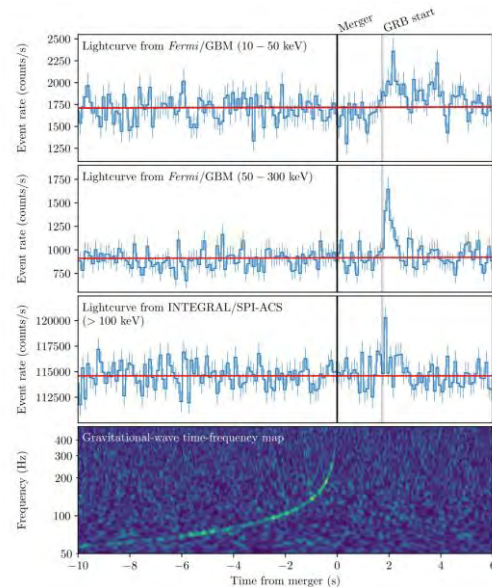 Merger
GRB start
2500
2250
2000
1750
1500
Event rate (counts/s)
Lightcurve from Fermi/GBM (10 − 50 keV)
1750
1500
1250
1000
750
Event rate (counts/s)
Lightcurve from Fermi/GBM (50 − 300 keV)
120000
117500
115000
112500
Event rate (counts/s)
Lightcurve from INTEGRAL/SPI-ACS
(> 100 keV)
400
300
200
100
50
Frequency (Hz)
Gravitational-wave time-frequency map
−10 −8 −6 −4 −2 0 2 4 6
Time from merger (s)